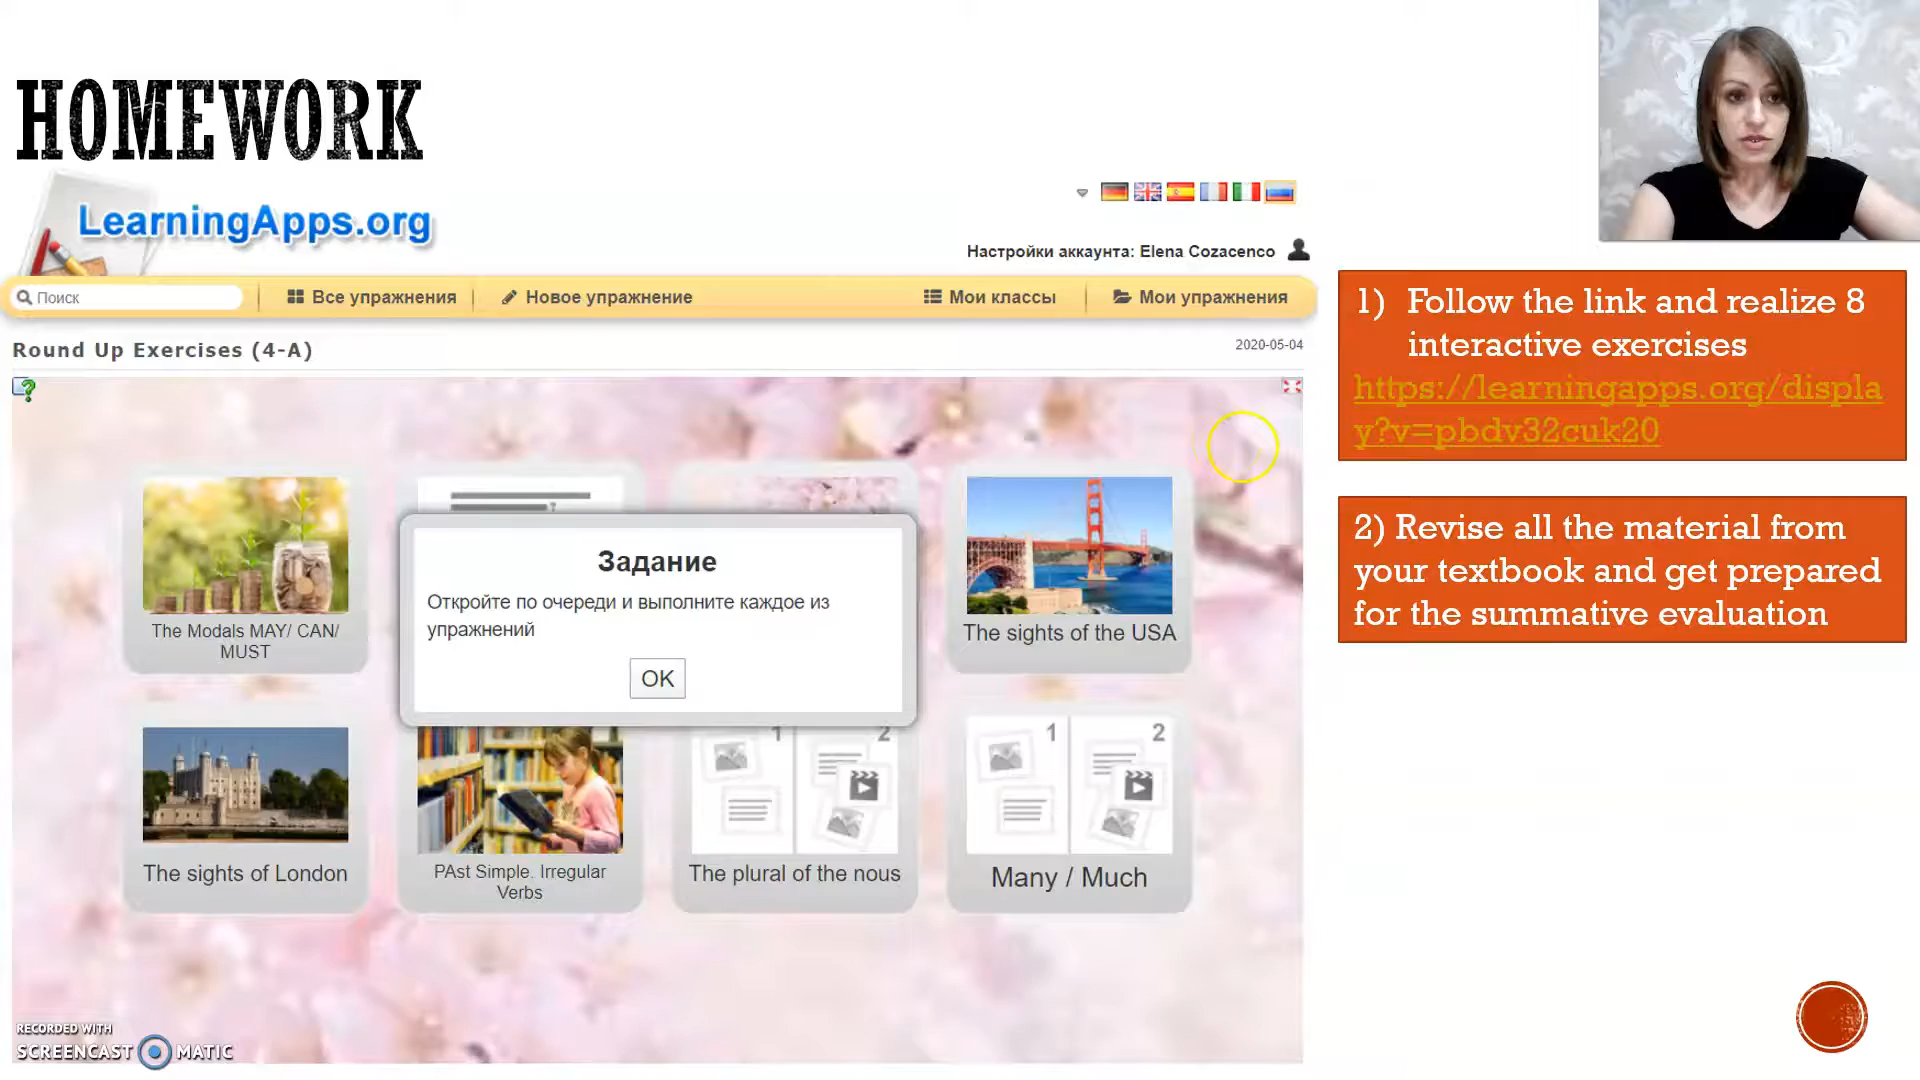 HOMEWORK
LearningApps.org
Настройки аккаунта: Elena Cozacenco
Поиск
Все упражнения
Новое упражнение
Мои классы
Мои упражнения
Round Up Exercises (4-A)
2020-05-04
The Modals MAY/ CAN/
MUST
The sights of the USA
Задание
Откройте по очереди и выполните каждое из
упражнений
OK
1 2
1 2
The sights of London
PAst Simple. Irregular
Verbs
The plural of the nous
Many / Much
1) Follow the link and realize 8
interactive exercises
https://learningapps.org/displa
y?v=pbdv32cuk20
2) Revise all the material from
your textbook and get prepared
for the summative evaluation
RECORDED WITH
SCREENCAST MATIC